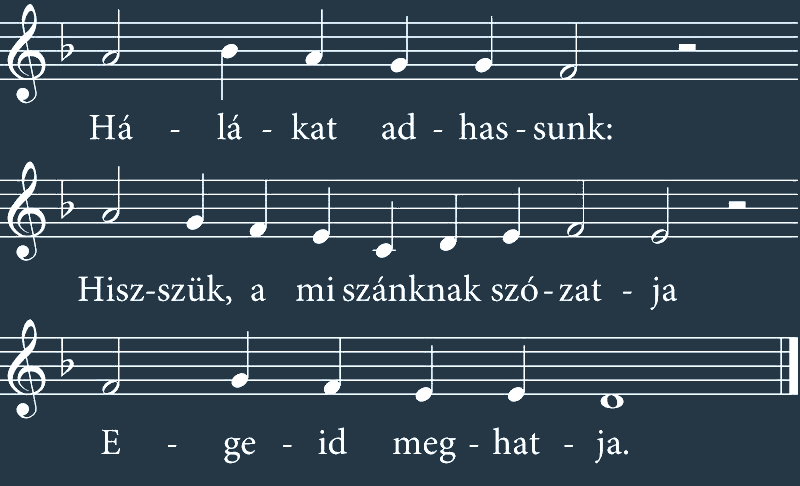 Há - lá - kat ad - has - sunk:
Hisz-szük, a mi szánknak szó - zat - ja
E - ge - id meg - hat - ja.